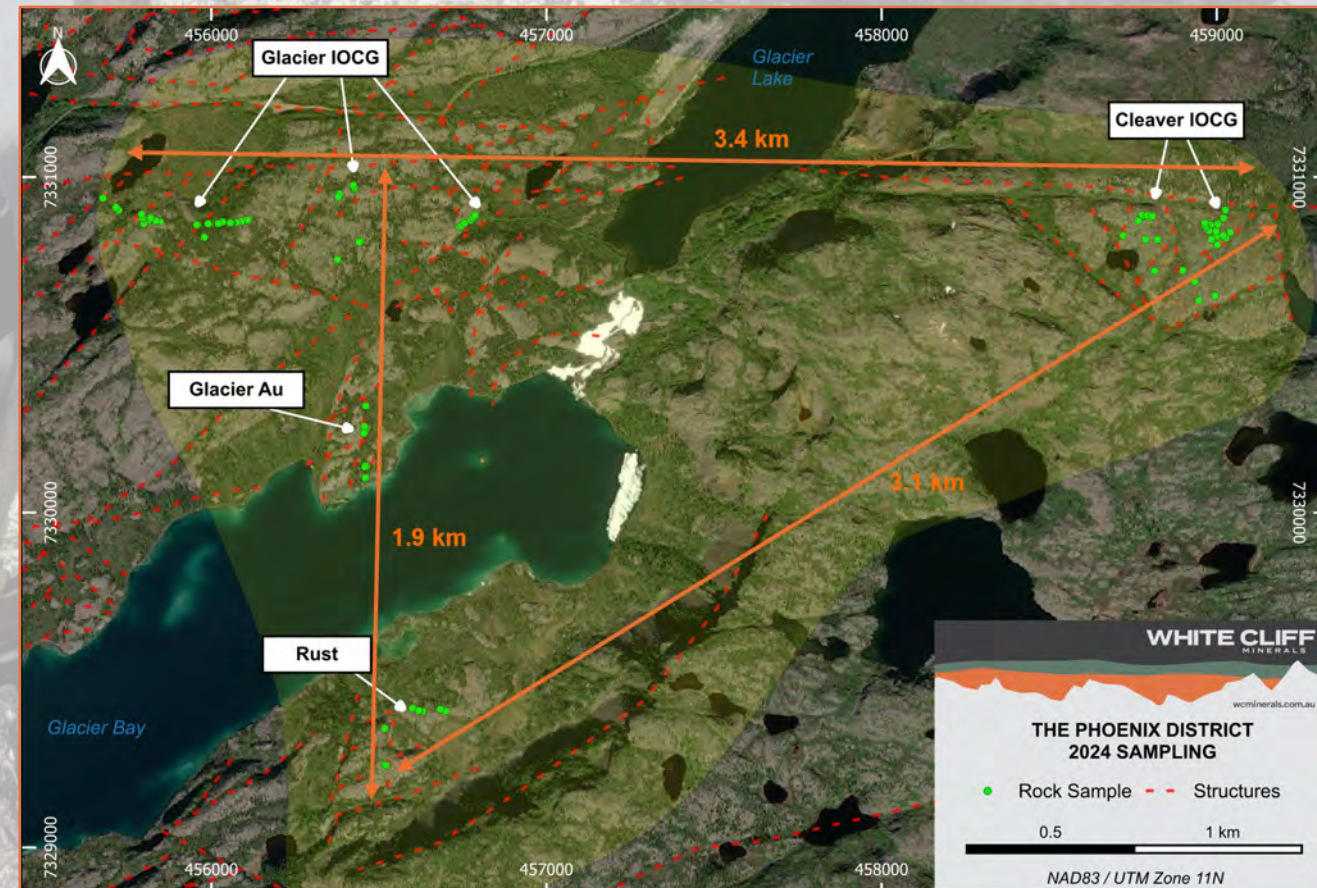 456000
457000
458000
459000
N
Glacier IOCG
Glacier
Lake
Cleaver IOCG
3.4 km
7331000
7331000
Glacier Au
3.1 km
7330000
7330000
1.9 km
Rust
Glacier Bay
7329000
456000
457000
458000
WHITE CLIFF
MINERALS
wcminerals.com.au
THE PHOENIX DISTRICT
2024 SAMPLING
Rock Sample
Structures
0.5
1 km
NAD83 / UTM Zone 11N